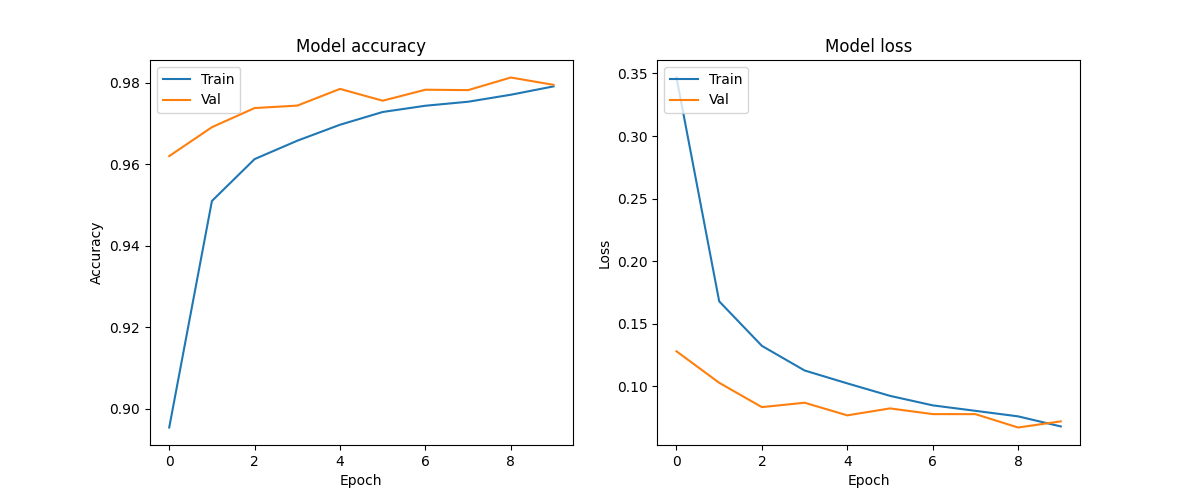 Model accuracy
Train
Val
0.98
0.96
0.94
0.92
0.90
Accuracy
0
2
4
6
8
Epoch
Model loss
Train
Val
0.35
0.30
0.25
0.20
0.15
0.10
Loss
0
2
4
6
8
Epoch